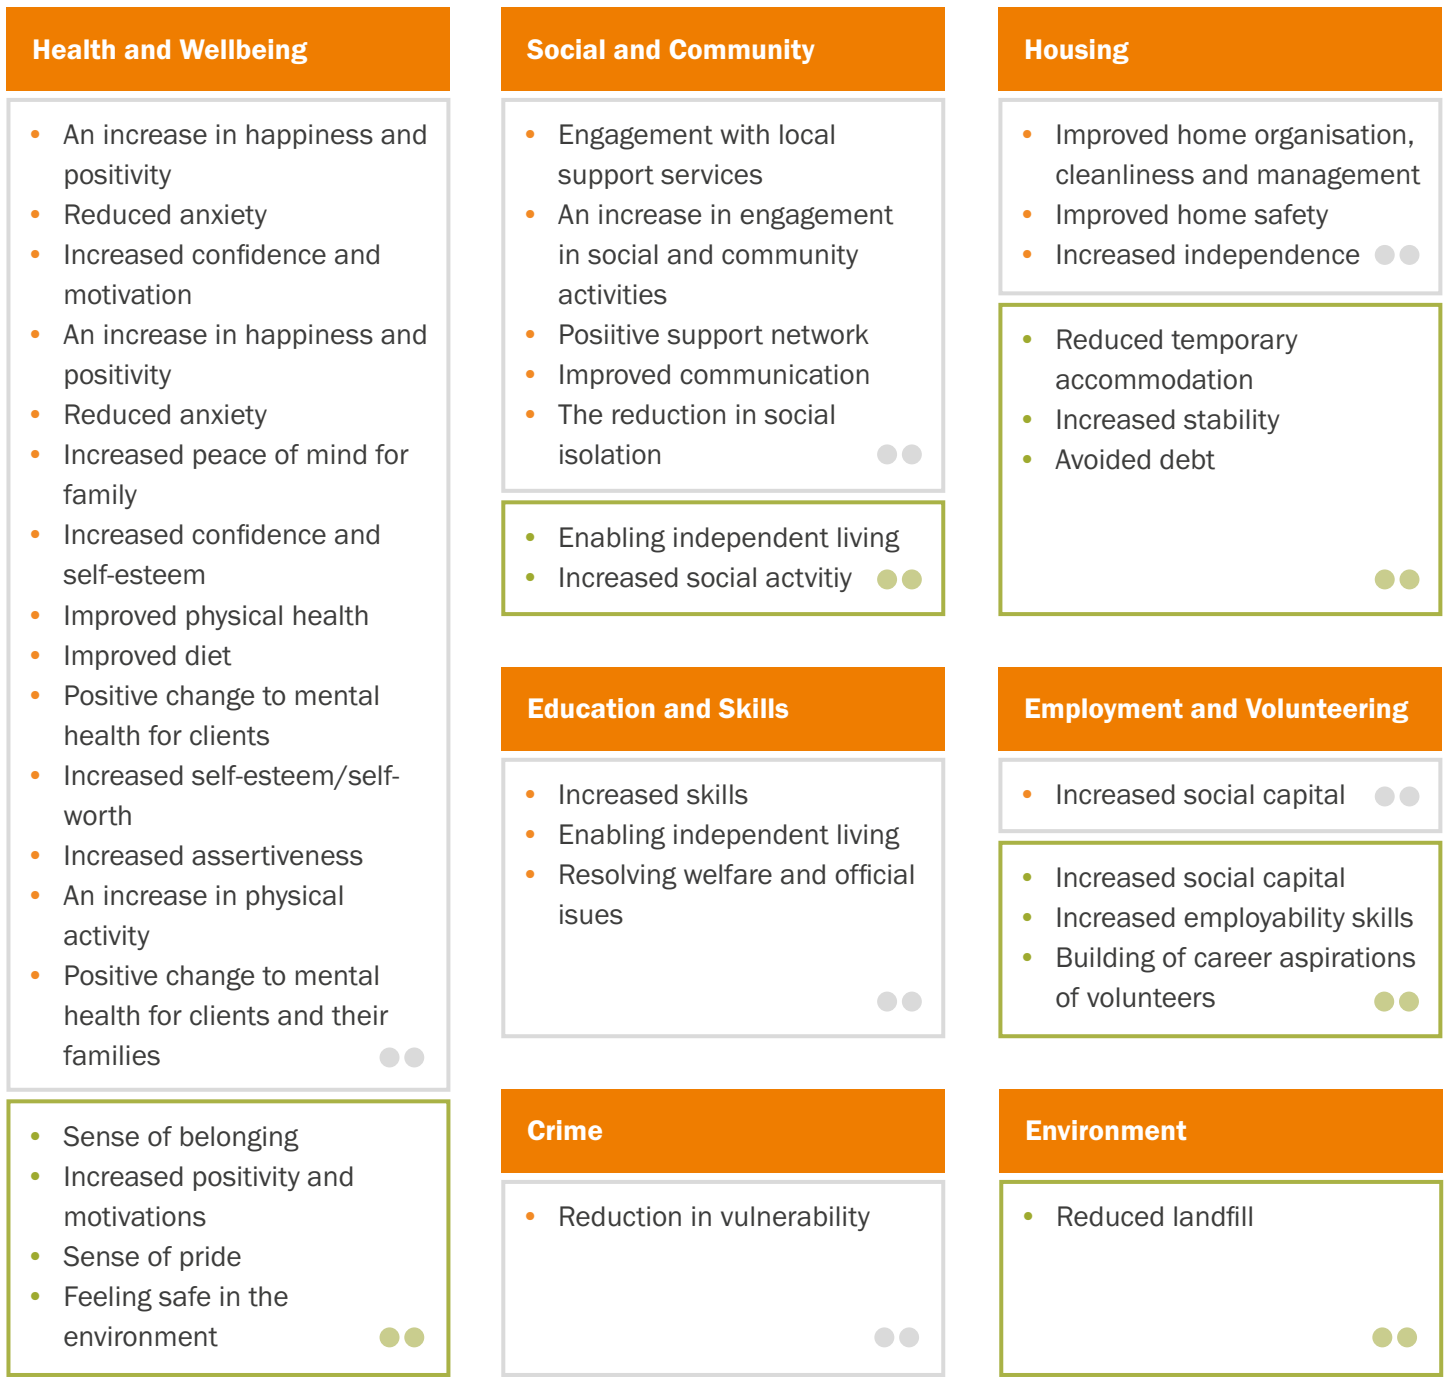 Health and Wellbeing
• An increase in happiness and
positivity
• Reduced anxiety
• Increased confidence and
motivation
• An increase in happiness and
positivity
• Reduced anxiety
• Increased peace of mind for
family
• Increased confidence and
self-esteem
• Improved physical health
• Improved diet
• Positive change to mental
health for clients
• Increased self-esteem/self-
worth
• Increased assertiveness
• An increase in physical
activity
• Positive change to mental
health for clients and their
families
• Sense of belonging
• Increased positivity and
motivations
• Sense of pride
• Feeling safe in the
environment
Social and Community
• Engagement with local
support services
• An increase in engagement
in social and community
activities
• Posiitive support network
• Improved communication
• The reduction in social
isolation
• Enabling independent living
• Increased social actvitiy
Housing
• Improved home organisation,
cleanliness and management
• Improved home safety
• Increased independence
• Reduced temporary
accommodation
• Increased stability
• Avoided debt
Education and Skills
• Increased skills
• Enabling independent living
• Resolving welfare and official
isues
Employment and Volunteering
• Increased social capital
• Increased social capital
• Increased employability skills
• Building of career aspirations
of volunteers
Crime
• Reduction in vulnerability
Environment
• Reduced landfill